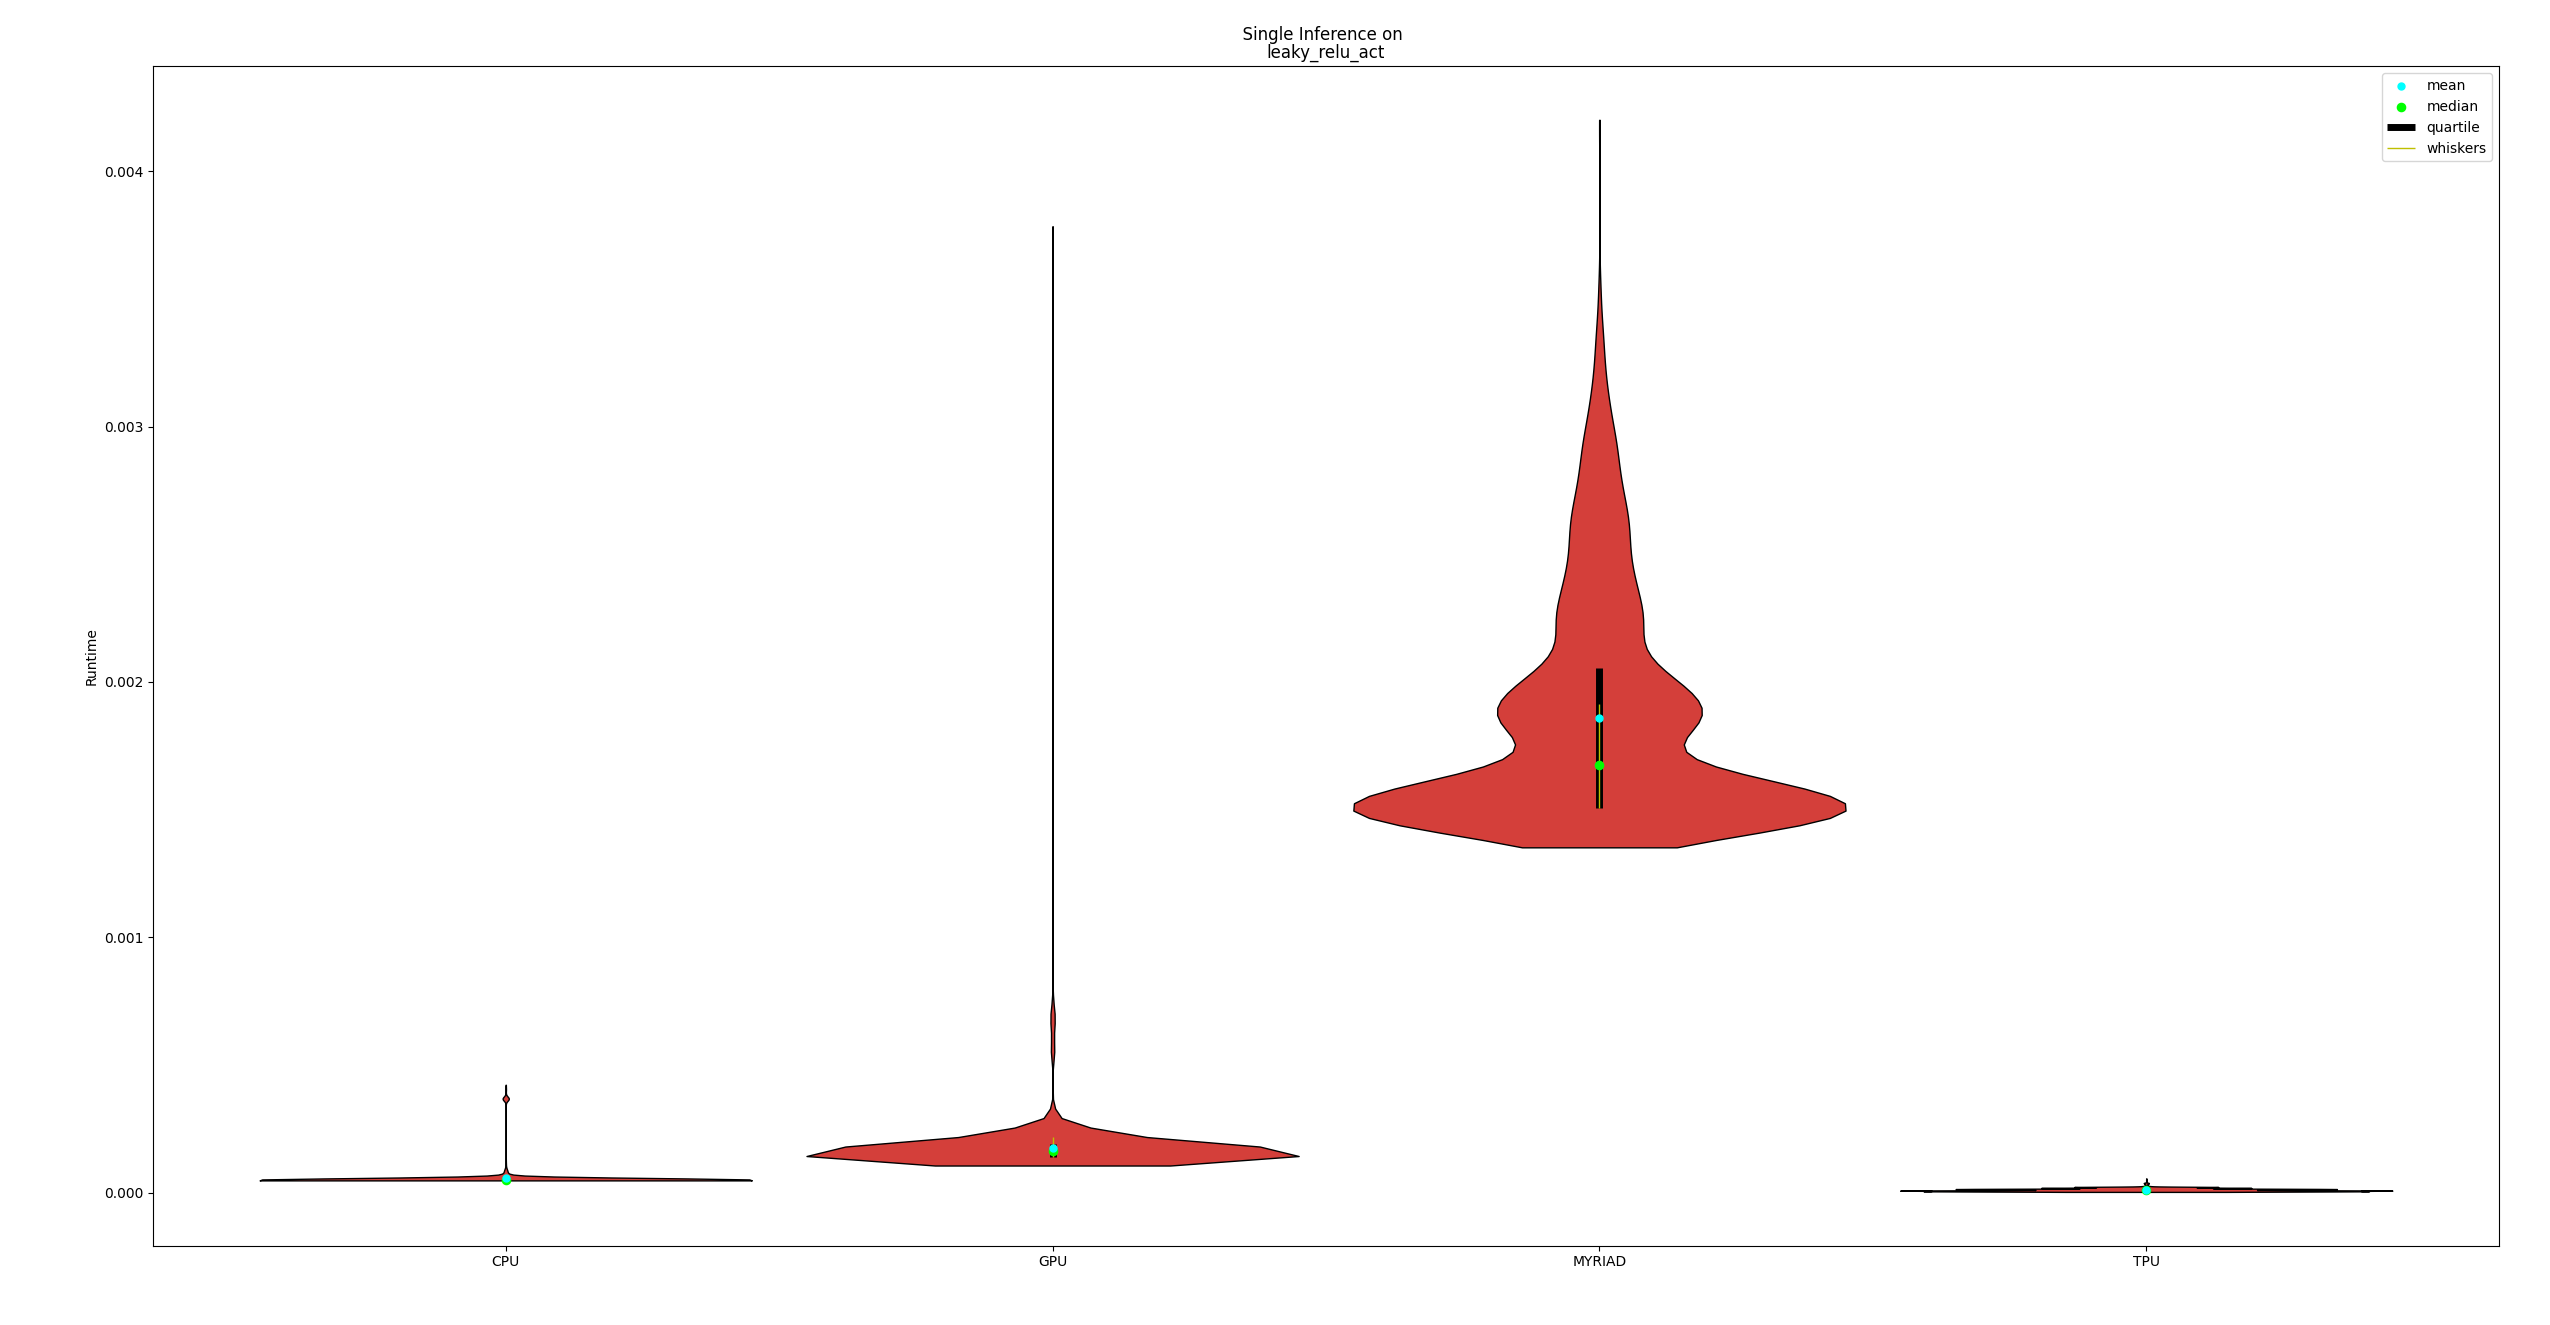 Single Inference on
leaky_relu_act
mean
median
quartile
whiskers
0.004
0.003
0.002
0.001
0.000
Runtime
CPU
GPU
MYRIAD
TPU